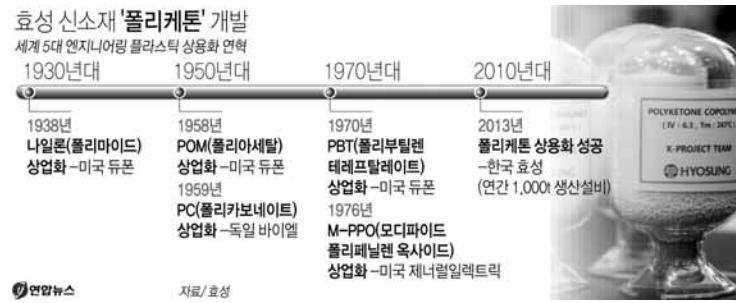 효성 신소재 '폴리케톤' 개발
세계 5대 엔지니어링 플라스틱 상용화 연혁
1930년대
1950년대
1970년대
2010년대
1938년
나일론(폴리마이드)
상업화 –미국 듀폰
1958년
POM(폴리아세탈)
상업화 –미국 듀폰
1959년
PC(폴리카보네이트)
상업화 –독일 바이엘
1970년
PBT(폴리부틸렌
테레프탈레이트)
상업화 –미국 듀폰
1976년
M–PPO(모디파이드
폴리페닐렌 옥사이드)
상업화 –미국 제너럴일렉트릭
2013년
폴리케톤 상용화 성공
–한국 효성
(연간 1,000t 생산설비)
POLYKETONE COPOLYM
( IV : 6.3 , Tm : 247℃ )
K-PROJECT TEAM
HYOSUNG
연합뉴스
자료/ 효성